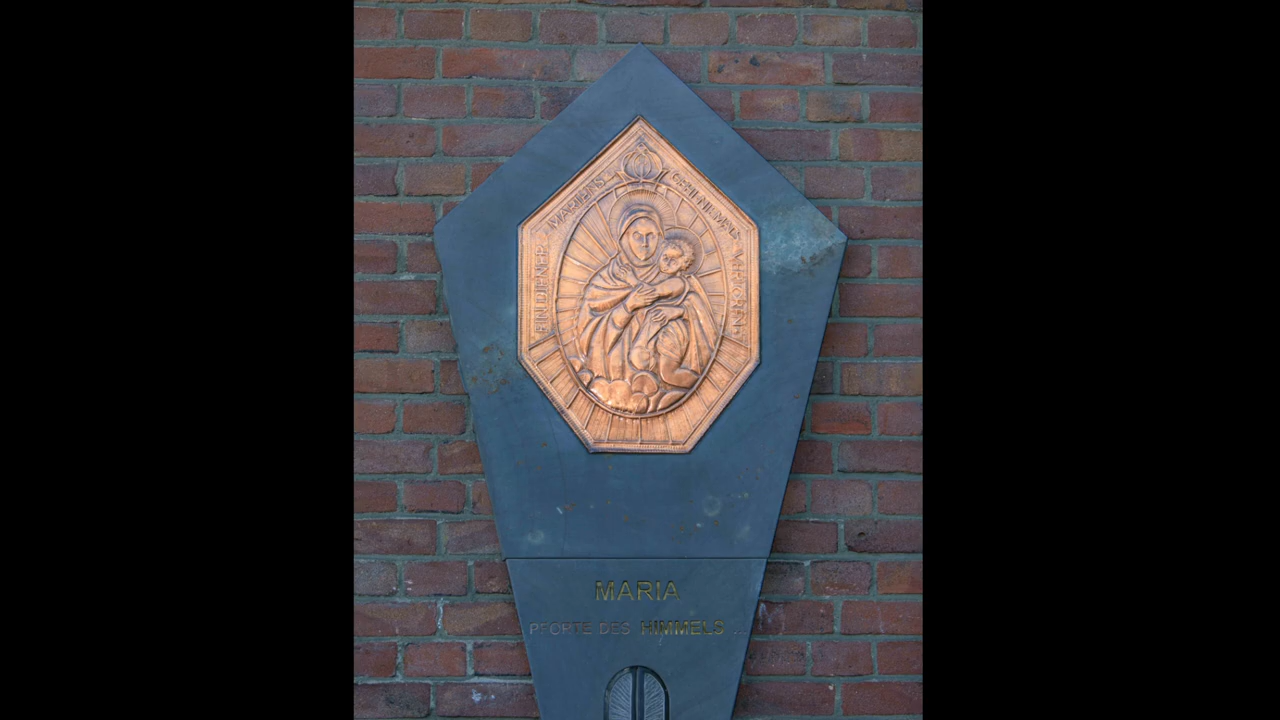 EIN DIENER MARIENS
GEHT NIEMALS VERLOREN
MARIA
PFORTE DES HIMMELS ...